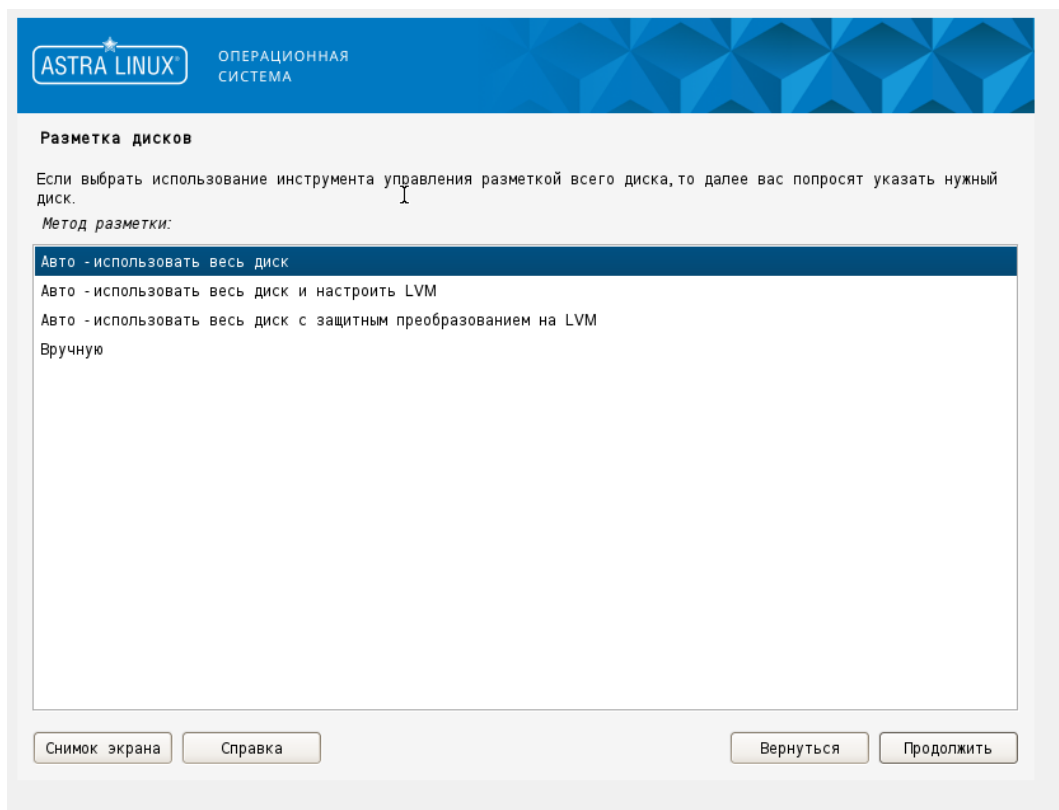 ASTRA LINUX®
ОПЕРАЦИОННАЯ
СИСТЕМА
Разметка дисков
Если выбрать использование инструмента управления разметкой всего диска, то далее вас попросят указать нужный
диск.
Метод разметки:
Авто - использовать весь диск
Авто - использовать весь диск и настроить LVM
Авто - использовать весь диск с защитным преобразованием на LVM
Вручную
Снимок экрана
Справка
Вернуться
Продолжить